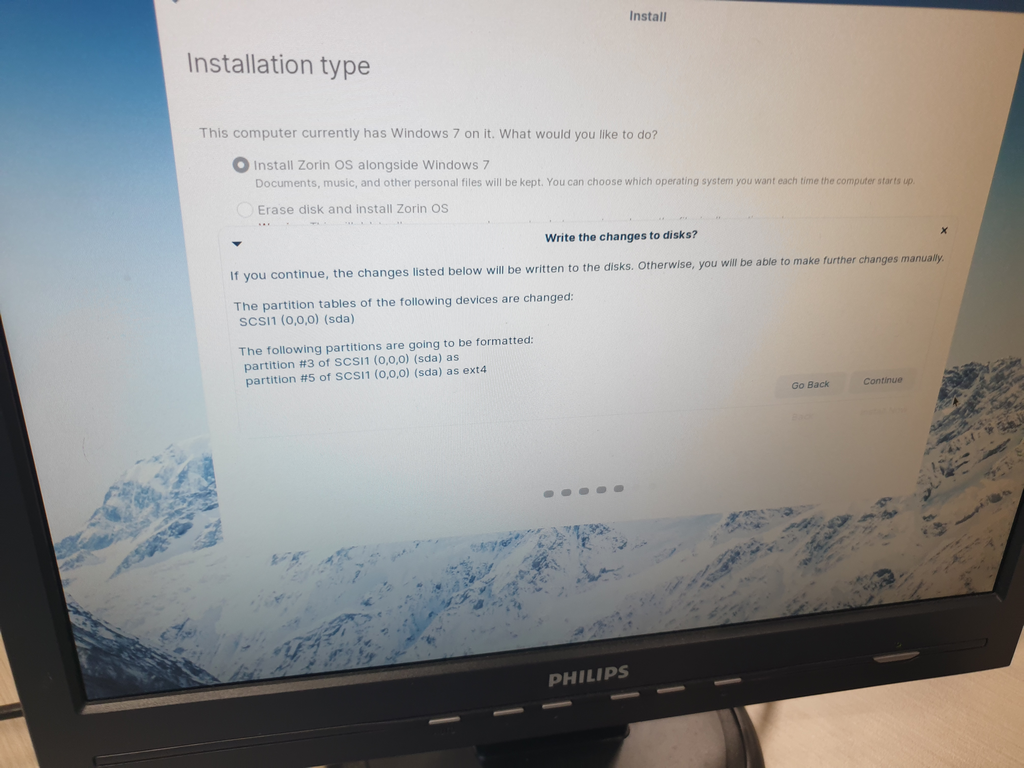 Install
Installation type
This computer currently has Windows 7 on it. What would you like to do?
Install Zorin OS alongside Windows 7
Documents, music, and other personal files will be kept. You can choose which operating system you want each time the computer starts up.
Erase disk and install Zorin OS
Write the changes to disks?
If you continue, the changes listed below will be written to the disks. Otherwise, you will be able to make further changes manually.
The partition tables of the following devices are changed:
SCSI1 (0,0,0) (sda)
The following partitions are going to be formatted:
partition #3 of SCSI1 (0,0,0) (sda) as
partition #5 of SCSI1 (0,0,0) (sda) as ext4
Go Back Continue
PHILIPS